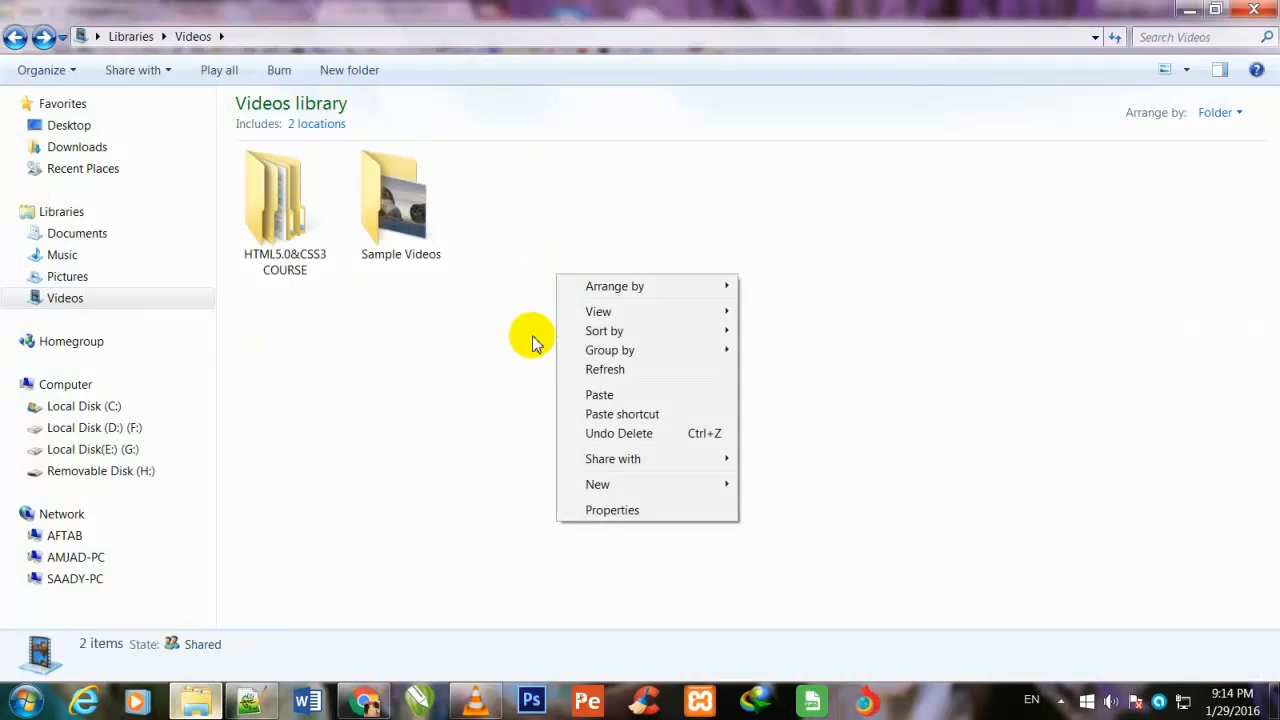 Libraries
Videos
Search Videos
Organize
Share with
Play all
Burn
New folder
Favorites
Desktop
Downloads
Recent Places
Libraries
Documents
Music
Pictures
Videos
Homegroup
Computer
Local Disk (C:)
Local Disk (D:) (F:)
Local Disk(E:) (G:)
Removable Disk (H:)
Network
AFTAB
AMJAD-PC
SAADY-PC
Videos library
Includes: 2 locations
Arrange by: Folder
HTML5.0&CSS3
COURSE
Sample Videos
Arrange by
View
Sort by
Group by
Refresh
Paste
Paste shortcut
Undo Delete Ctrl+Z
Share with
New
Properties
2 items State: Shared
W
Ps
Pe
EN
9:14 PM
1/29/2016